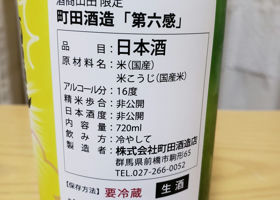 酒商山田 限定
町田酒造「第六感」
品目：日本酒
原材料名：米（国産）
米こうじ（国産米）
アルコール分：16度
精米歩合：非公開
日本酒度：非公開
内容量：720ml
飲み方：冷やして
製造者：株式会社町田酒造店
群馬県前橋市駒形65
TEL.027-266-0052
《保存方法》要冷蔵 生酒